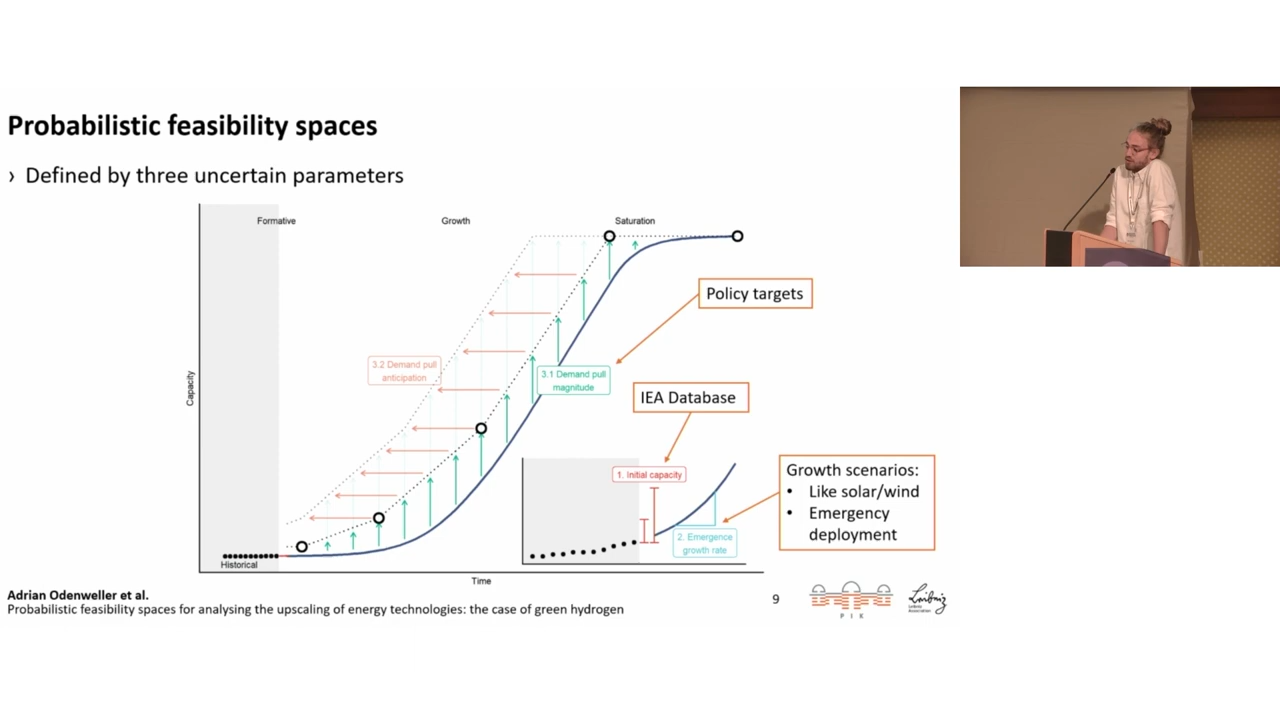 Probabilistic feasibility spaces
› Defined by three uncertain parameters
Formative
Growth
Saturation
Policy targets
3.2 Demand pull
anticipation
3.1 Demand pull
magnitude
Capacity
IEA Database
1. Initial capacity
Growth scenarios:
• Like solar/wind
• Emergency
deployment
2. Emergence
growth rate
Historical
Time
Adrian Odenweller et al.
Probabilistic feasibility spaces for analysing the upscaling of energy technologies: the case of green hydrogen
9
P I K
Leibniz
Leibniz
Association